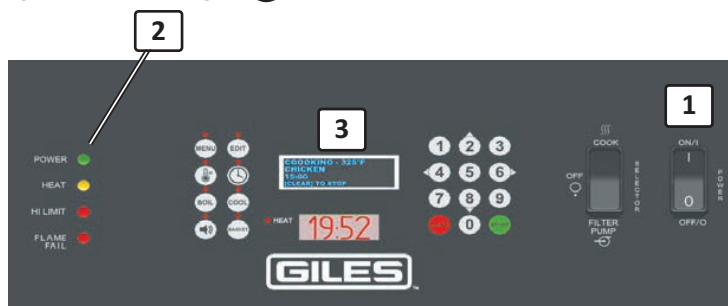 2
3
1
POWER
HEAT
HI LIMIT
FLAME
FAIL
MENU
EDIT
BOIL
COOL
BASKET
COOOKINO - 325°F
CHICKEN
15:00
[CLEAR] TO STOP
HEAT
19:52
GILES
1 2 3
4 5 6
7 8 9
0
COOK
OFF
SELECTOR
FILTER
PUMP
ON/I
I
O
POWER
OFF/O